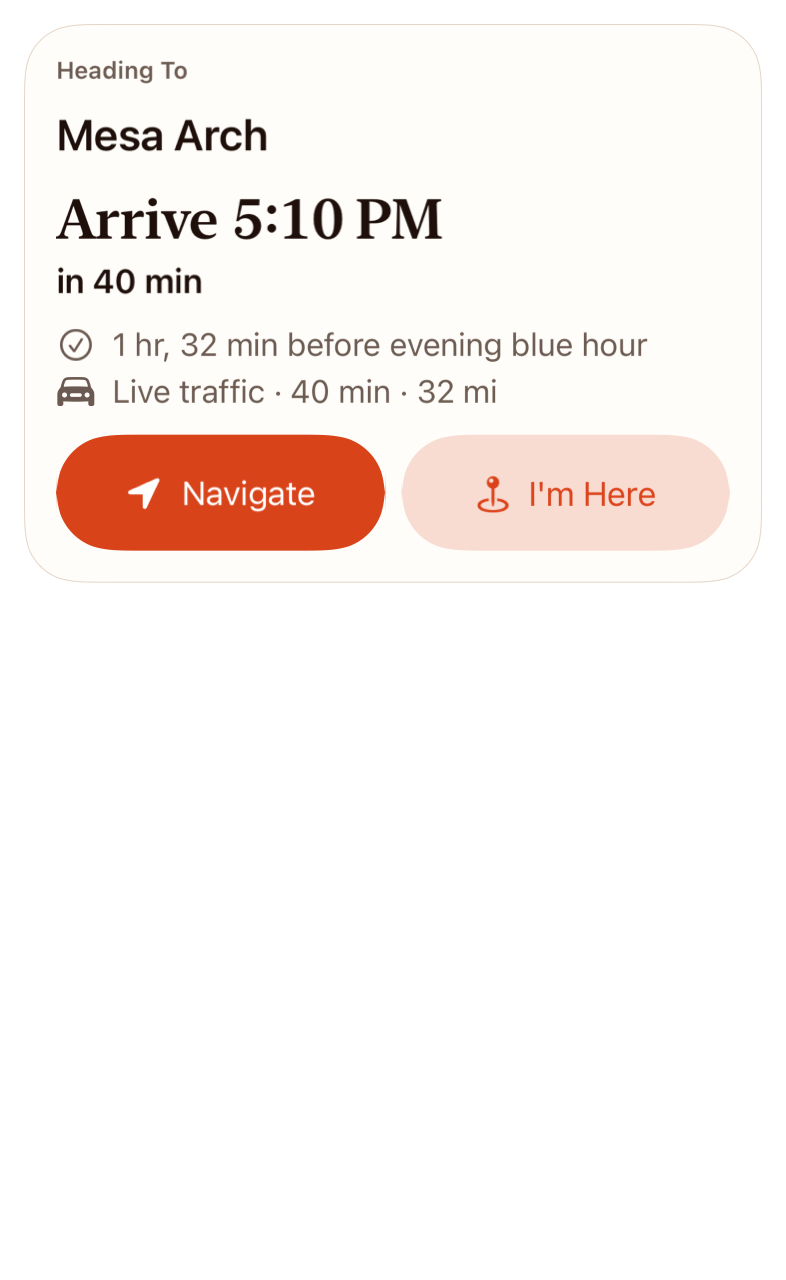 Heading To
Mesa Arch
Arrive 5:10 PM
in 40 min
1 hr, 32 min before evening blue hour
Live traffic · 40 min · 32 mi
Navigate
I'm Here